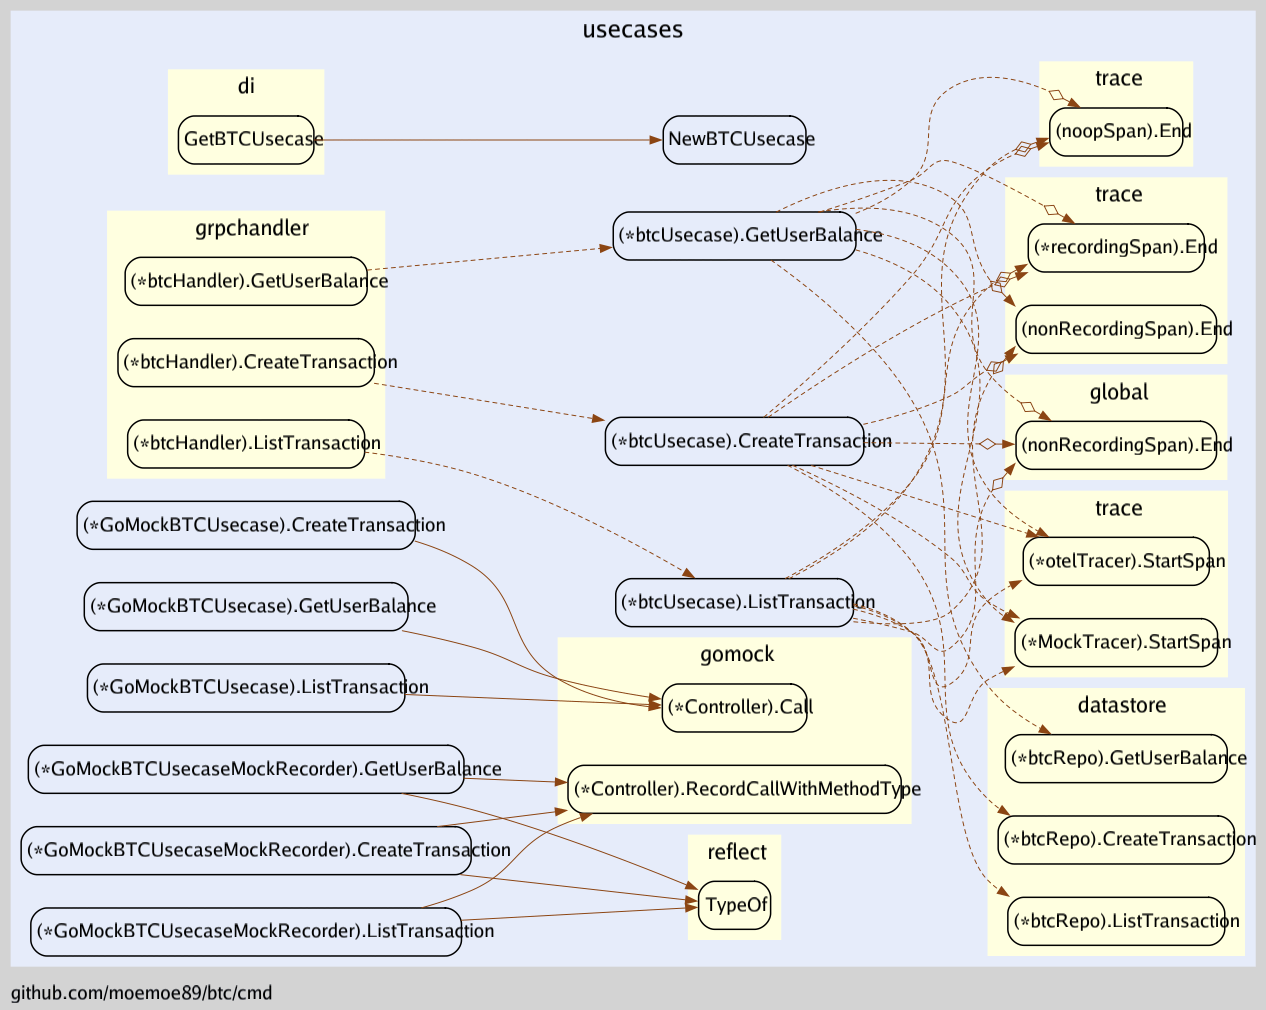 usecases
di
GetBTCUsecase
NewBTCUsecase
grpchandler
(*btcHandler).GetUserBalance
(*btcHandler).CreateTransaction
(*btcHandler).ListTransaction
(*btcUsecase).GetUserBalance
(*btcUsecase).CreateTransaction
(*btcUsecase).ListTransaction
trace
(noopSpan).End
trace
(*recordingSpan).End
(nonRecordingSpan).End
global
(nonRecordingSpan).End
trace
(*otelTracer).StartSpan
(*MockTracer).StartSpan
datastore
(*btcRepo).GetUserBalance
(*btcRepo).CreateTransaction
(*btcRepo).ListTransaction
(*GoMockBTCUsecase).CreateTransaction
(*GoMockBTCUsecase).GetUserBalance
(*GoMockBTCUsecase).ListTransaction
(*GoMockBTCUsecaseMockRecorder).GetUserBalance
(*GoMockBTCUsecaseMockRecorder).CreateTransaction
(*GoMockBTCUsecaseMockRecorder).ListTransaction
gomock
(*Controller).Call
(*Controller).RecordCallWithMethodType
reflect
TypeOf
github.com/moemoe89/btc/cmd